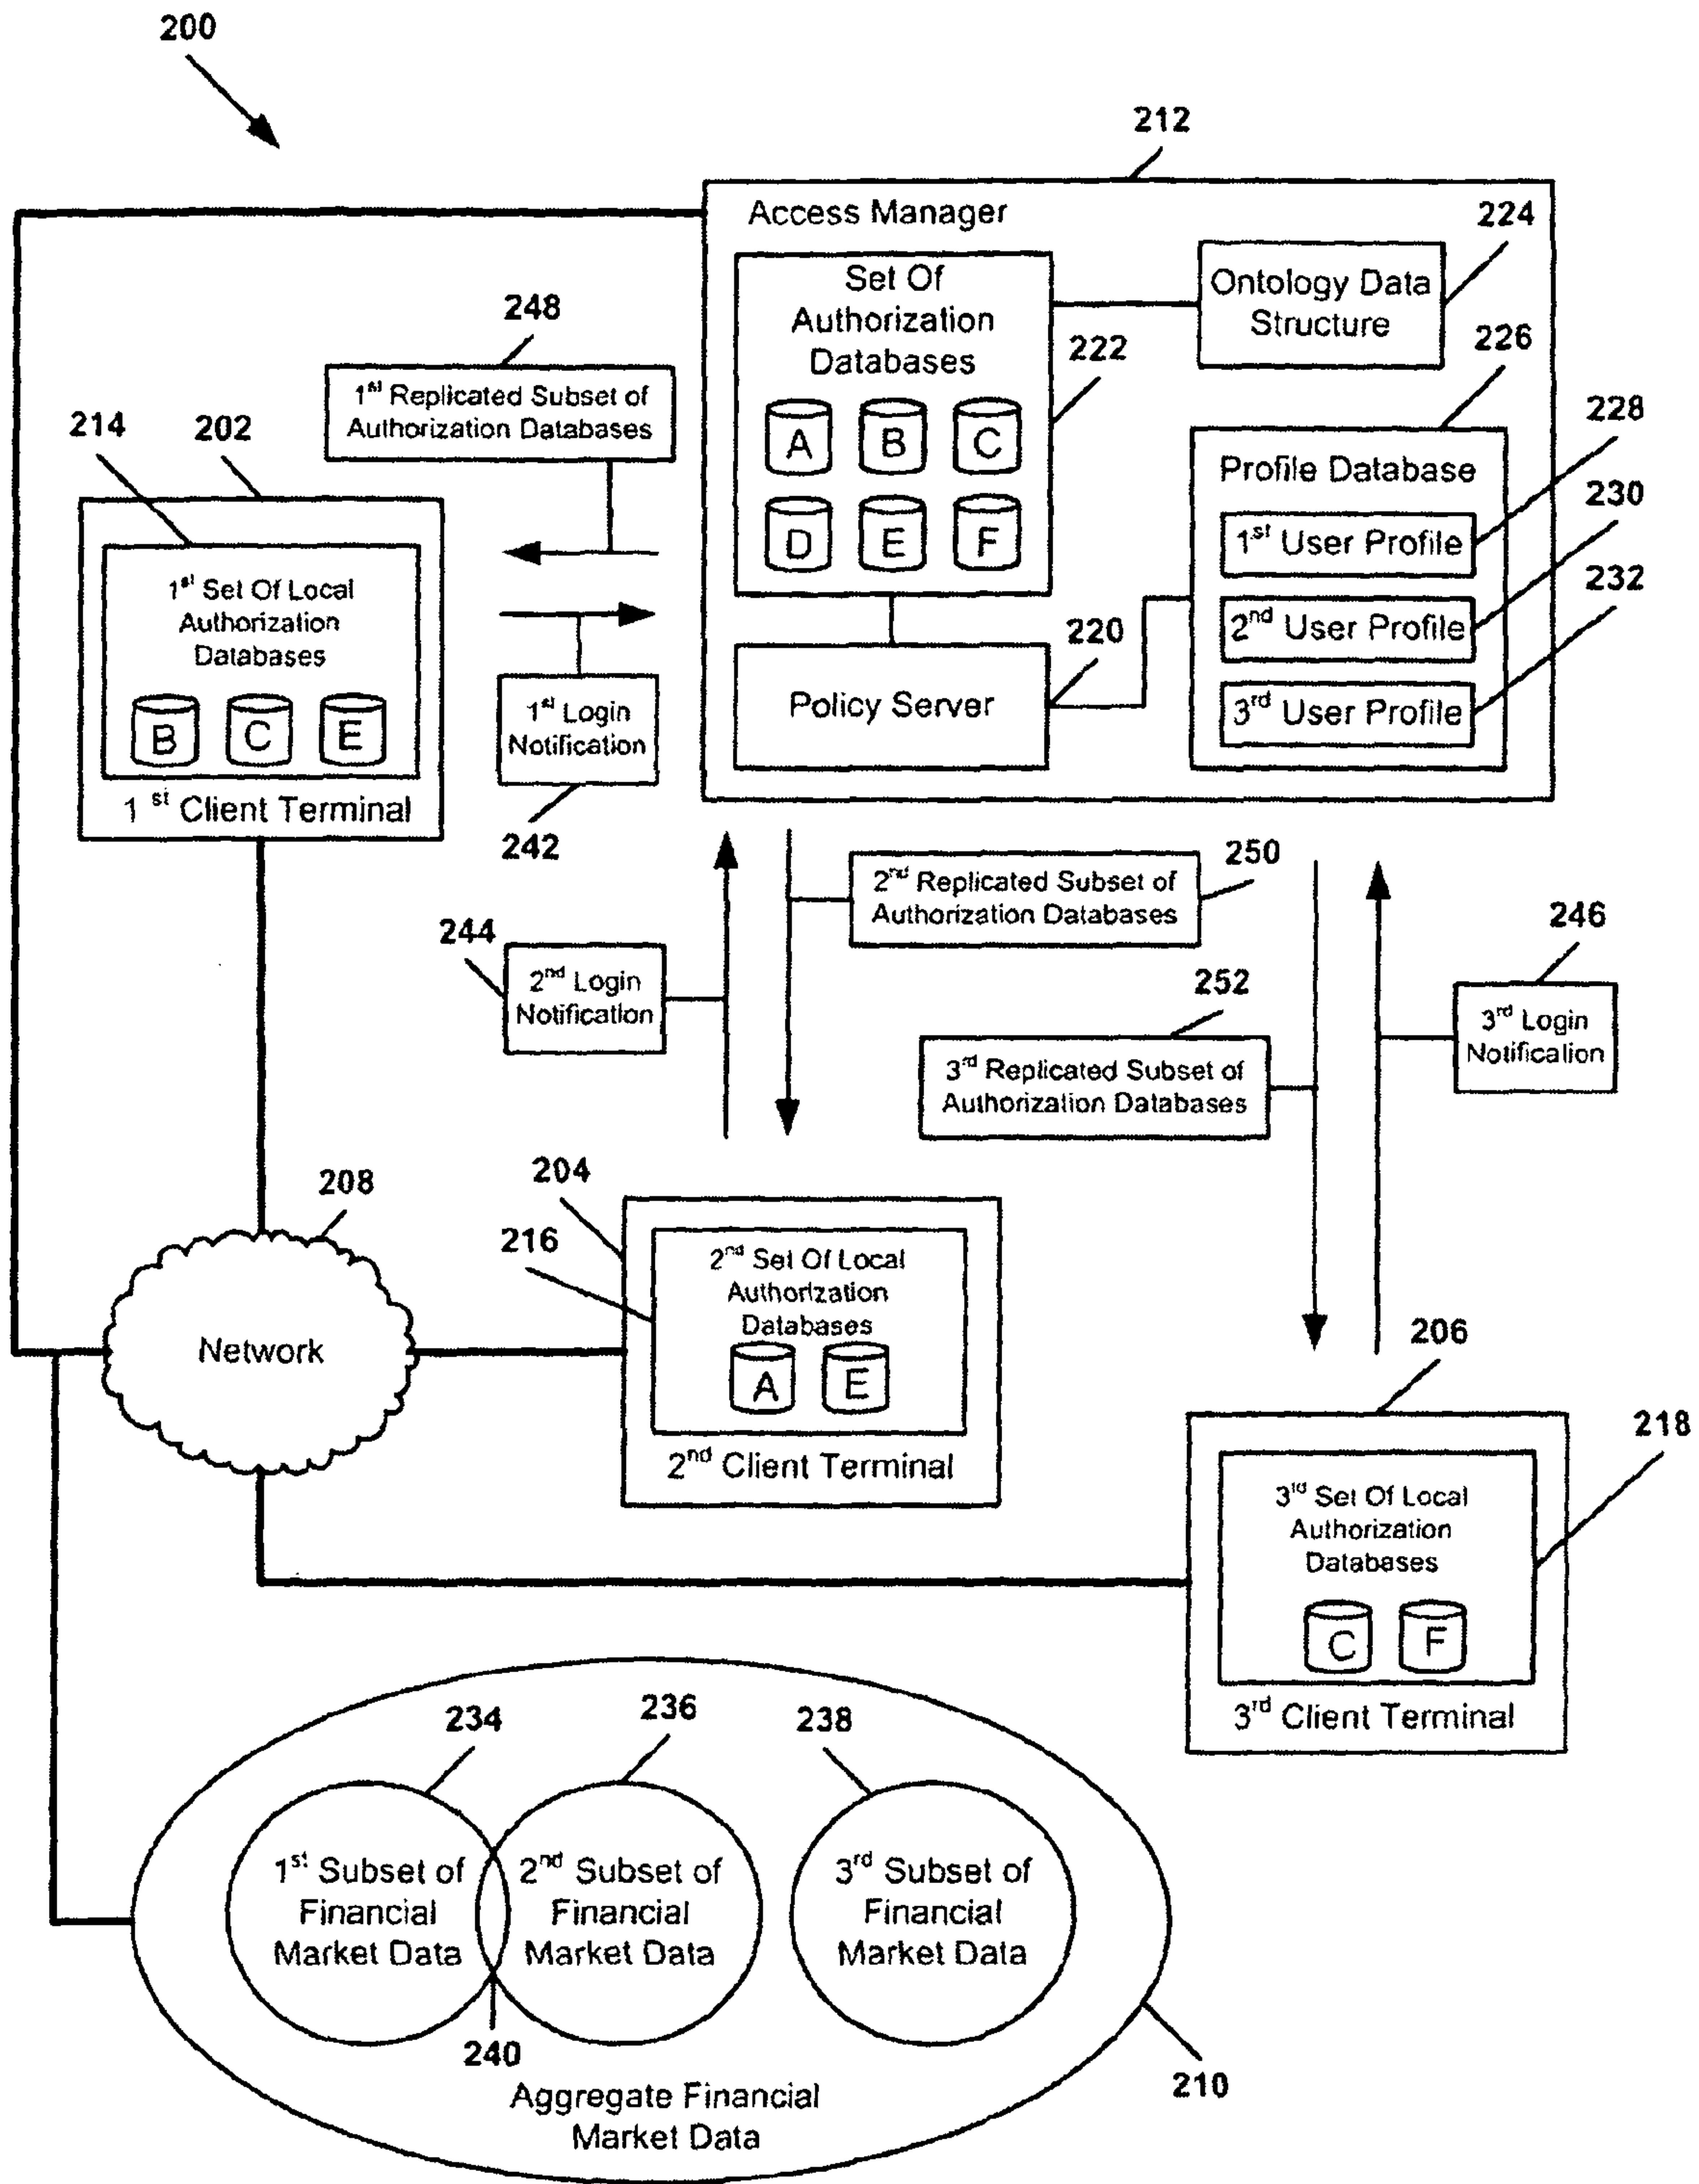 200
212
Access Manager
224
Set Of
Authorization
Databases
Ontology Data
Structure
222
226
A
B
C
D
E
F
248
1st Replicated Subset of
Authorization Databases
214
202
228
Profile Database
230
1st User Profile
232
2nd User Profile
3rd User Profile
1st Set Of Local
Authorization
Databases
B
C
E
1st Client Terminal
220
Policy Server
1st Login
Notification
242
250
2nd Replicated Subset of
Authorization Databases
244
2nd Login
Notification
246
252
3rd Login
Notification
3rd Replicated Subset of
Authorization Databases
208
204
216
Network
2nd Set Of Local
Authorization
Databases
A
E
2nd Client Terminal
206
218
3rd Set Of Local
Authorization
Databases
C
F
3rd Client Terminal
234
236
238
1st Subset of
Financial
Market Data
2nd Subset of
Financial
Market Data
3rd Subset of
Financial
Market Data
240
210
Aggregate Financial
Market Data